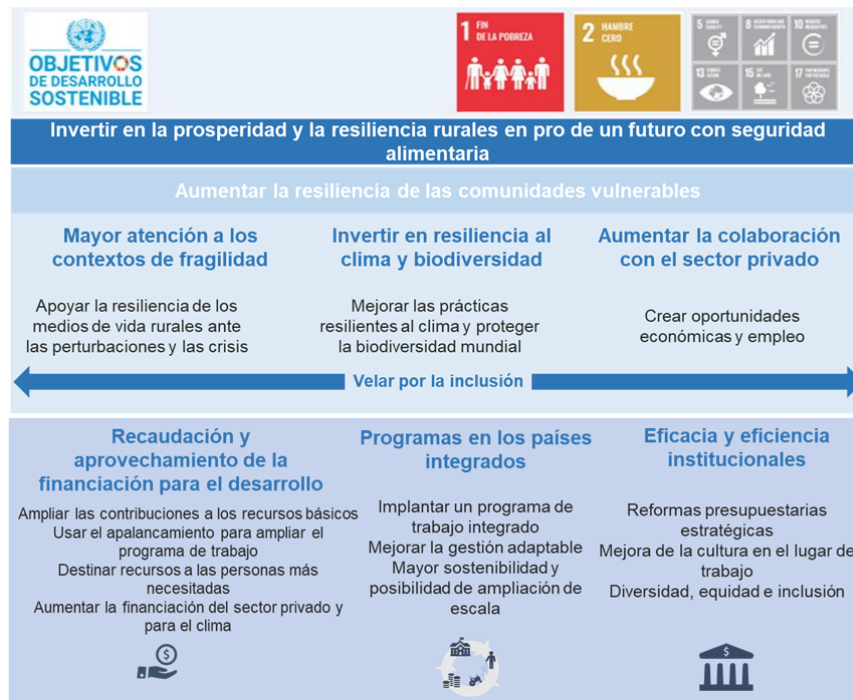 OBJETIVOS
DE DESARROLLO
SOSTENIBLE
1 FIN
DE LA POBREZA
2 HAMBRE
CERO
5
8
10
13
15
17
Invertir en la prosperidad y la resiliencia rurales en pro de un futuro con seguridad
alimentaria
Aumentar la resiliencia de las comunidades vulnerables
Mayor atención a los
contextos de fragilidad
Apoyar la resiliencia de los
medios de vida rurales ante
las perturbaciones y las crisis
Invertir en resiliencia al
clima y biodiversidad
Mejorar las prácticas
resilientes al clima y proteger
la biodiversidad mundial
Aumentar la colaboración
con el sector privado
Crear oportunidades
económicas y empleo
Velar por la inclusión
Recaudación y
aprovechamiento de la
financiación para el desarrollo
Ampliar las contribuciones a los recursos básicos
Usar el apalancamiento para ampliar el
programa de trabajo
Destinar recursos a las personas más
necesitadas
Aumentar la financiación del sector privado y
para el clima
Programas en los países
integrados
Implantar un programa de
trabajo integrado
Mejorar la gestión adaptable
Mayor sostenibilidad y
posibilidad de ampliación de
escala
Eficacia y eficiencia
institucionales
Reformas presupuestarias
estratégicas
Mejora de la cultura en el lugar de
trabajo
Diversidad, equidad e inclusión